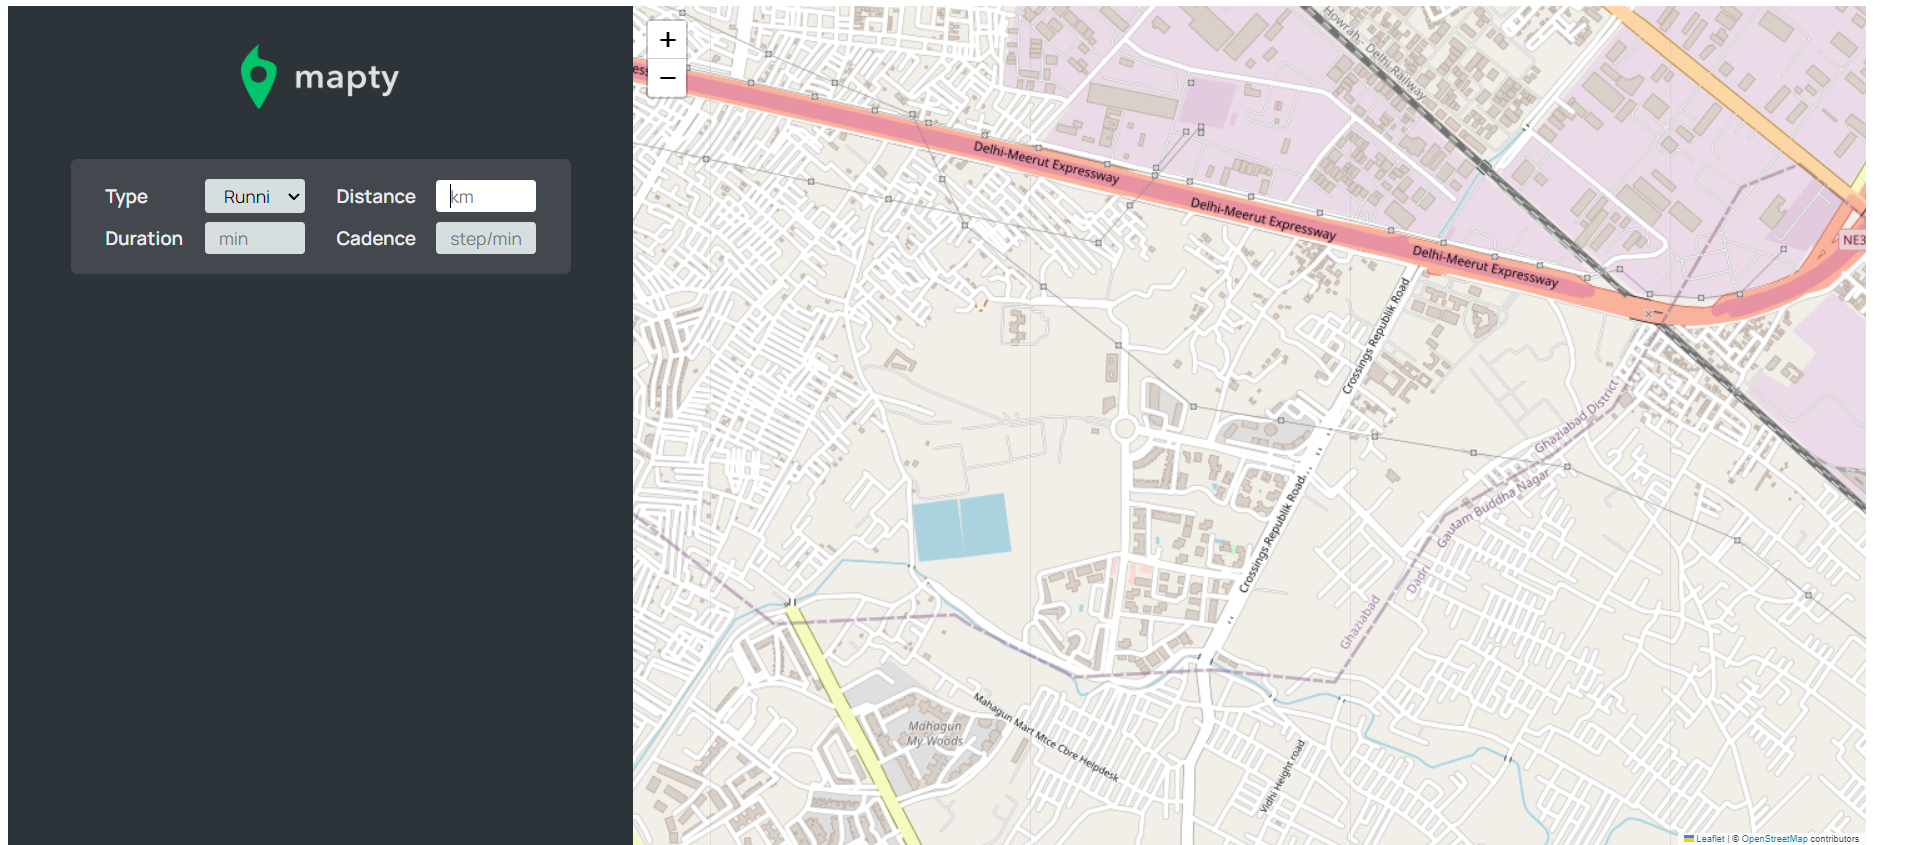 mapty
Type
Runni
Distance
km
Duration
min
Cadence
step/min
+
−
Howrah - Delhi Railway
Delhi-Meerut Expressway
Delhi-Meerut Expressway
Delhi-Meerut Expressway
NE3
Crossings Republik Road
Crossings Republik Road
Ghaziabad District
Gautam Buddha Nagar
Dadri
Ghaziabad
Mahagun
My Woods
Mahagun Mart Mtce Cbre Helpdesk
Vidhi Height road
Leaflet | © OpenStreetMap contributors